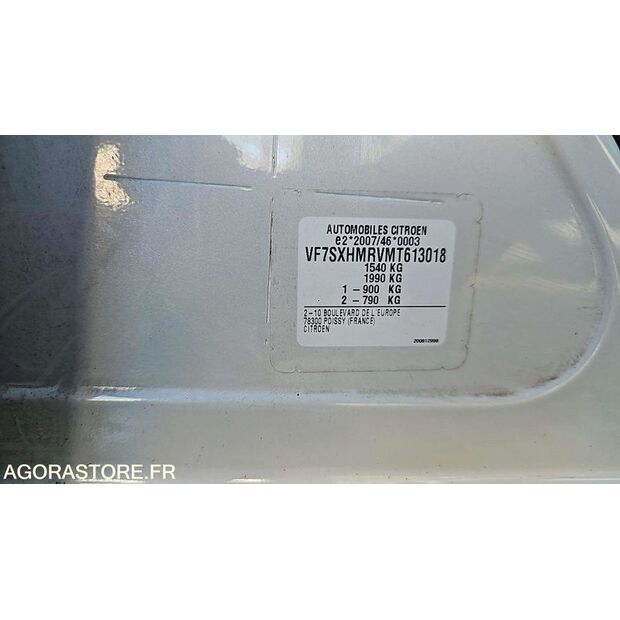 AUTOMOBILES CITROEN
e2*2007/46*0003
VF7SXHMRVMT613018
1540 KG
1990 KG
1 - 900 KG
2 - 790 KG
2-10 BOULEVARD DE L'EUROPE
78300 POISSY (FRANCE)
CITROEN
AGORASTORE.FR